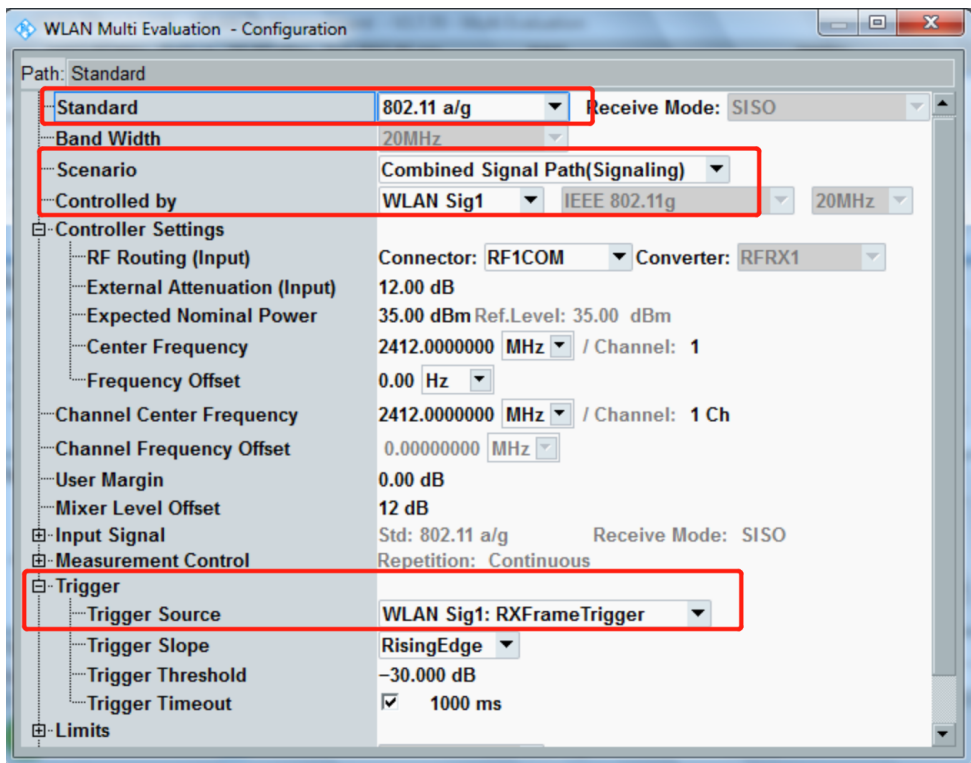 WLAN Multi Evaluation - Configuration
Path: Standard
Standard 802.11 a/g Receive Mode: SISO
Band Width 20MHz
Scenario Combined Signal Path(Signaling)
Controlled by WLAN Sig1 IEEE 802.11g 20MHz
Controller Settings
RF Routing (Input) Connector: RF1COM Converter: RFRX1
External Attenuation (Input) 12.00 dB
Expected Nominal Power 35.00 dBm Ref.Level: 35.00 dBm
Center Frequency 2412.0000000 MHz / Channel: 1
Frequency Offset 0.00 Hz
Channel Center Frequency 2412.0000000 MHz / Channel: 1 Ch
Channel Frequency Offset 0.00000000 MHz
User Margin 0.00 dB
Mixer Level Offset 12 dB
Input Signal Std: 802.11 a/g Receive Mode: SISO
Measurement Control Repetition: Continuous
Trigger
Trigger Source WLAN Sig1: RXFrameTrigger
Trigger Slope RisingEdge
Trigger Threshold −30.000 dB
Trigger Timeout 1000 ms
Limits